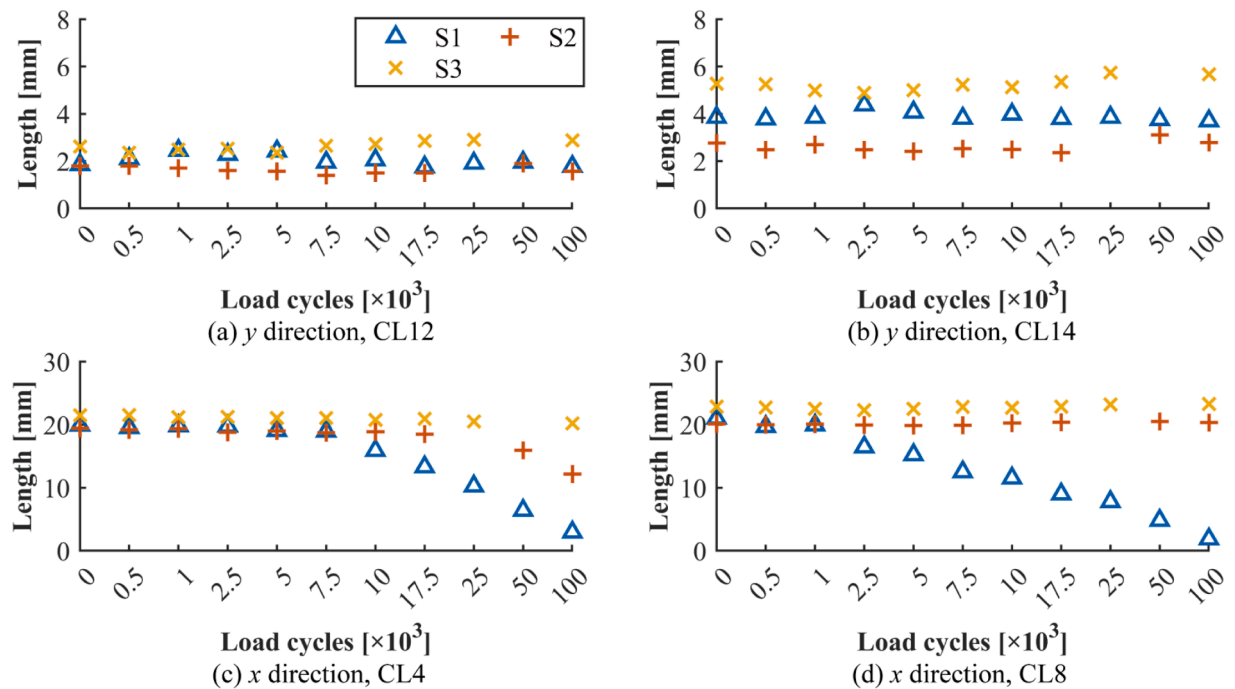 8
6
4
2
0
Length [mm]
S1 S2
S3
0 0.5 1 2.5 5 7.5 10 17.5 25 50 100
Load cycles [×10³]
(a) y direction, CL12
8
6
4
2
0
Length [mm]
0 0.5 1 2.5 5 7.5 10 17.5 25 50 100
Load cycles [×10³]
(b) y direction, CL14
30
20
10
0
Length [mm]
0 0.5 1 2.5 5 7.5 10 17.5 25 50 100
Load cycles [×10³]
(c) x direction, CL4
30
20
10
0
Length [mm]
0 0.5 1 2.5 5 7.5 10 17.5 25 50 100
Load cycles [×10³]
(d) x direction, CL8